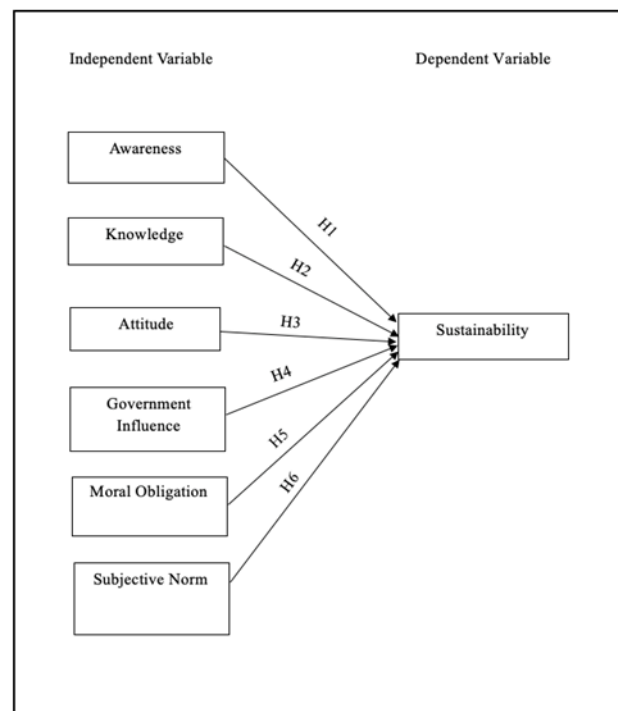 Independent Variable
Dependent Variable
Awareness
H1
Knowledge
H2
Attitude
H3
Sustainability
Government
Influence
H4
Moral Obligation
H5
Subjective Norm
H6